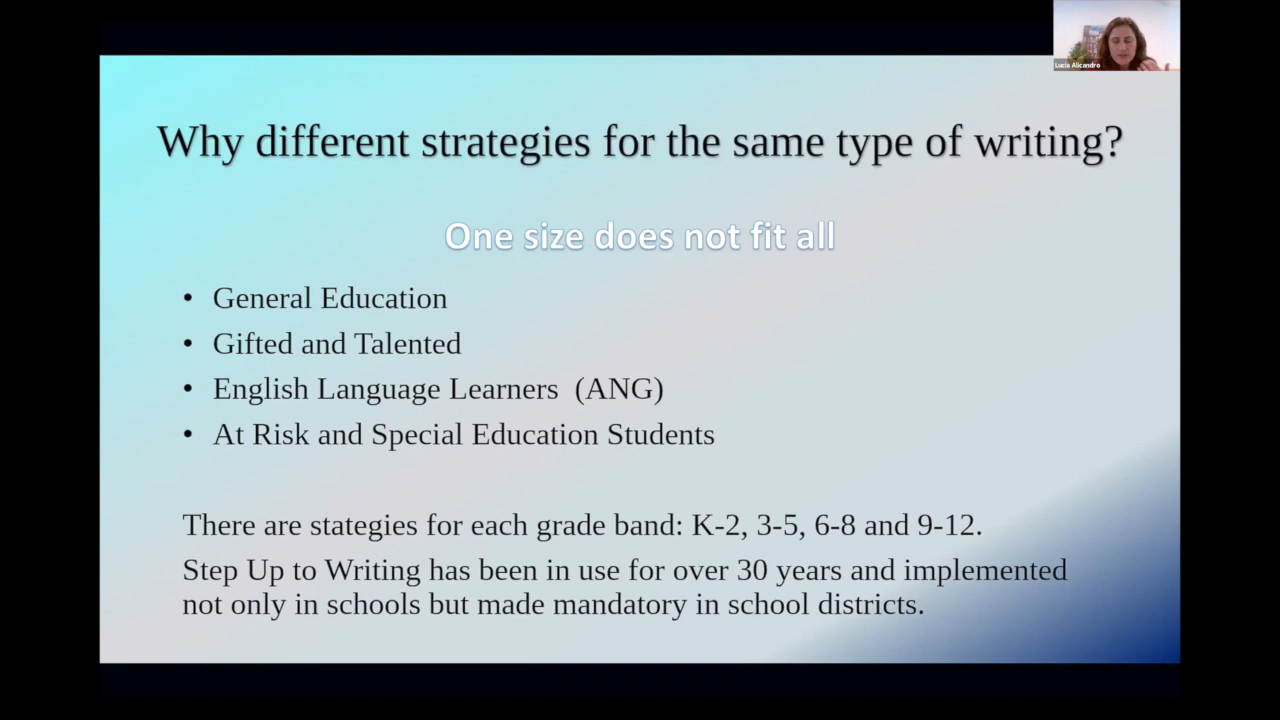 Lucia Alicandro
Why different strategies for the same type of writing?
One size does not fit all
• General Education
• Gifted and Talented
• English Language Learners (ANG)
• At Risk and Special Education Students
There are stategies for each grade band: K-2, 3-5, 6-8 and 9-12.
Step Up to Writing has been in use for over 30 years and implemented
not only in schools but made mandatory in school districts.